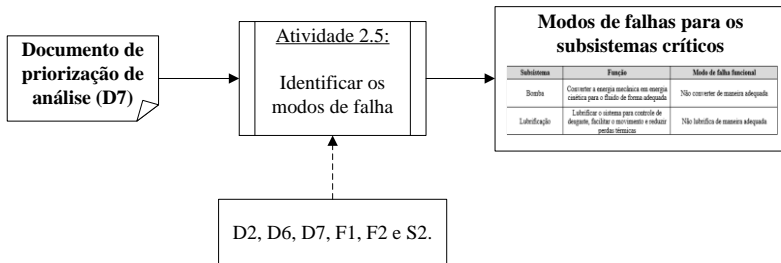 Documento de
priorização de
análise (D7)
Atividade 2.5:
Identificar os
modos de falha
D2, D6, D7, F1, F2 e S2.
Modos de falhas para os
subsistemas críticos
Subsistema Função Modo de falha funcional
Bomba Converter a energia mecânica em energia
cinética para o fluido de forma adequada Não converter de maneira adequada
Lubrificação Lubrificar o sistema para controle de
desgaste, facilitar o movimento e reduzir
perdas térmicas Não lubrifica de maneira adequada